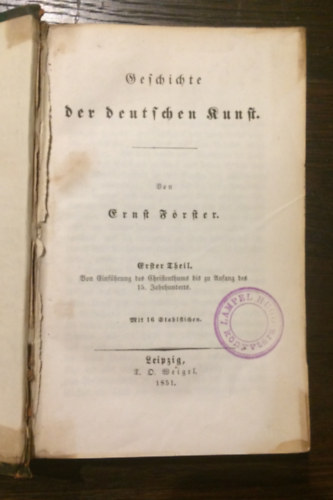 Geschichte
der deutschen Kunst.
Von
Ernst Förster.
Erster Theil.
Von Einführung des Christenthums bis zu Anfang des
15. Jahrhunderts.
Mit 16 Stahlstichen.
Leipzig,
T. O. Weigel.
1851.
LAMPEL R